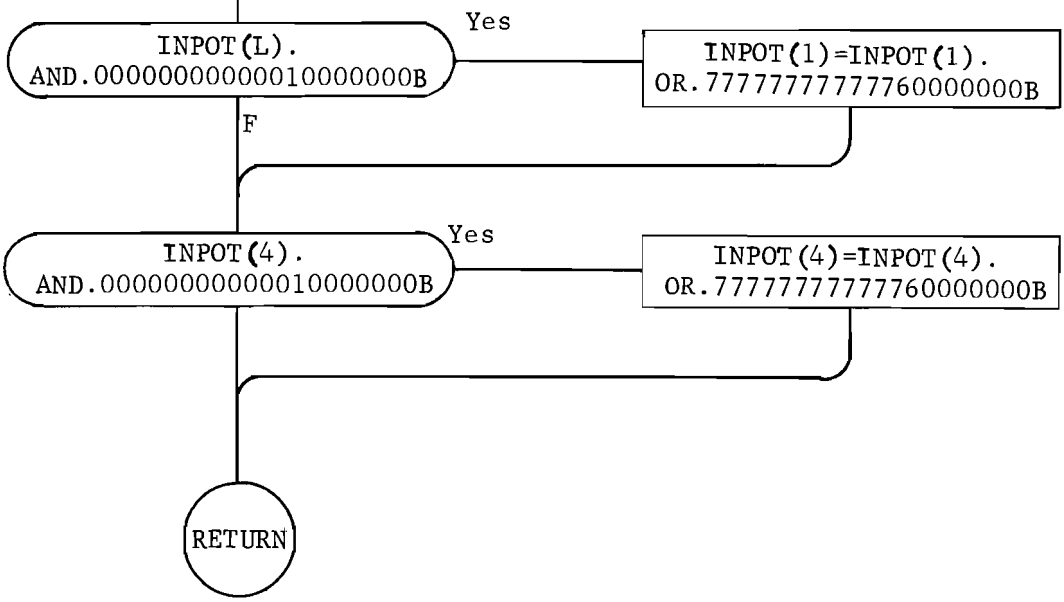 Yes
INPOT(L).
AND.00000000000010000000B
INPOT(1)=INPOT(1).
OR.77777777777760000000B
F
Yes
INPOT(4).
AND.00000000000010000000B
INPOT(4)=INPOT(4).
OR.77777777777760000000B
RETURN